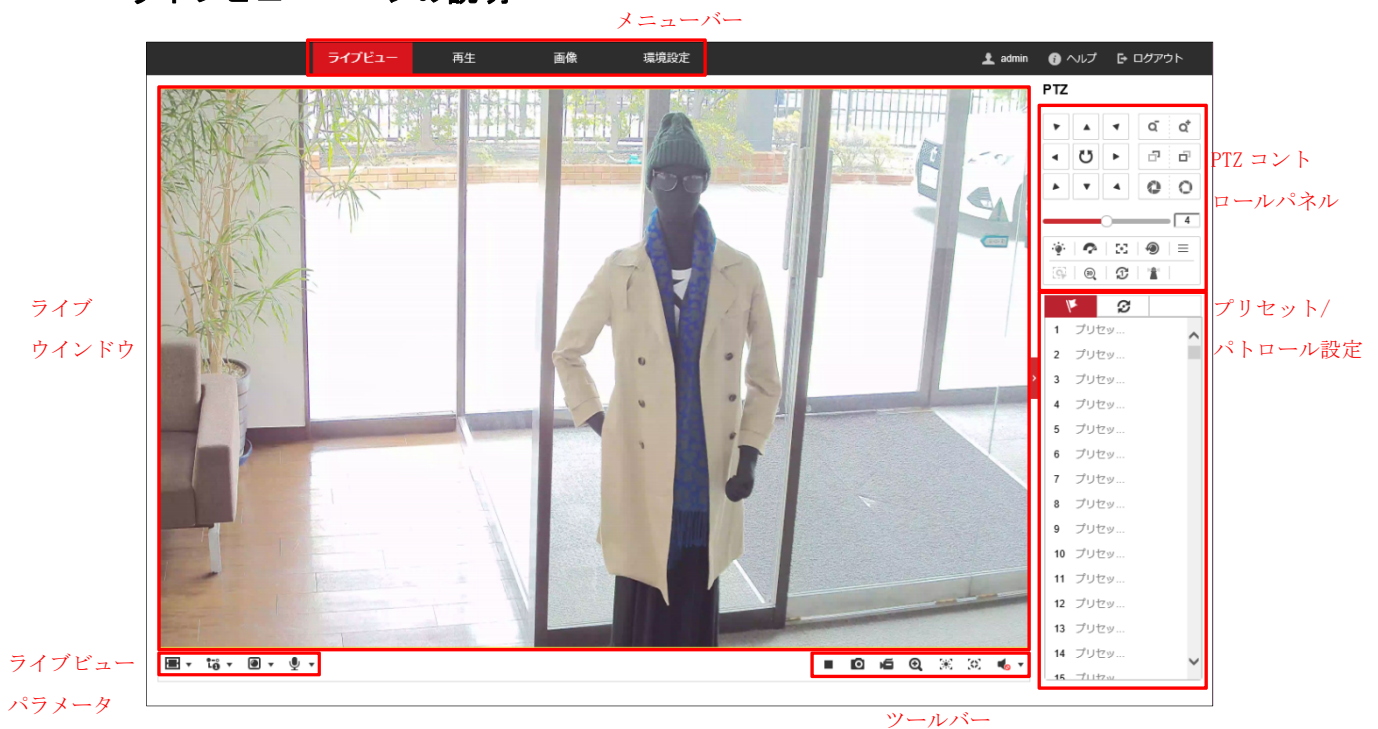 メニューバー
ライブビュー 再生 画像 環境設定 admin ヘルプ ログアウト
PTZ
PTZ コント
ロールパネル
4
ライブ
ウインドウ
プリセット/
パトロール設定
1 プリセッ...
2 プリセッ...
3 プリセッ...
4 プリセッ...
5 プリセッ...
6 プリセッ...
7 プリセッ...
8 プリセッ...
9 プリセッ...
10 プリセッ...
11 プリセッ...
12 プリセッ...
13 プリセッ...
14 プリセッ...
15 プリセッ...
ライブビュー
パラメータ
ツールバー